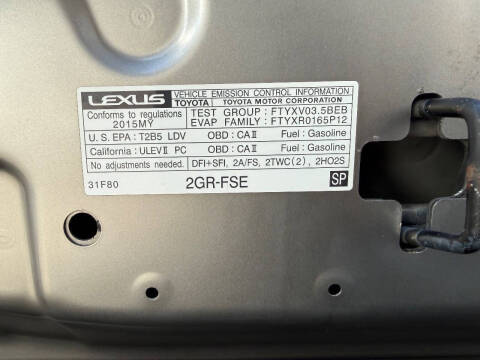 LEXUS VEHICLE EMISSION CONTROL INFORMATION
TOYOTA TOYOTA MOTOR CORPORATION
Conforms to regulations
2015MY
TEST GROUP : FTYXV03.5BEB
EVAP FAMILY : FTYXR0165P12
U.S. EPA : T2B5 LDV OBD : CAⅡ Fuel : Gasoline
California : ULEVⅡ PC OBD : CAⅡ Fuel : Gasoline
No adjustments needed. DFI+SFI, 2A/FS, 2TWC(2), 2HO2S
31F80 2GR-FSE SP